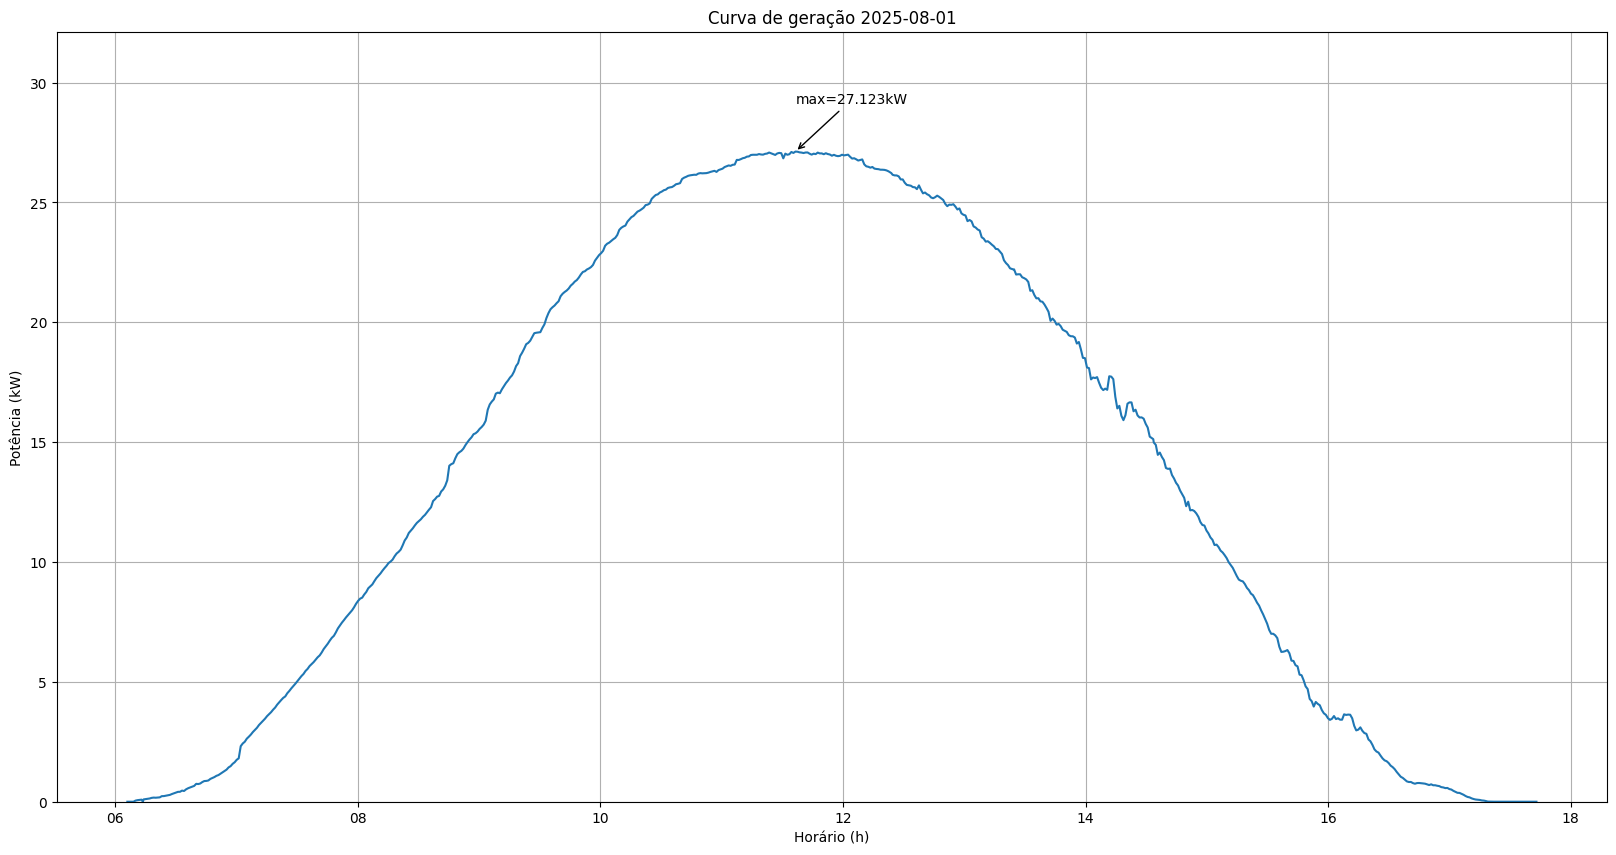 Curva de geração 2025-08-01
max=27.123kW
30
25
20
15
10
5
0
Potência (kW)
06 08 10 12 14 16 18
Horário (h)